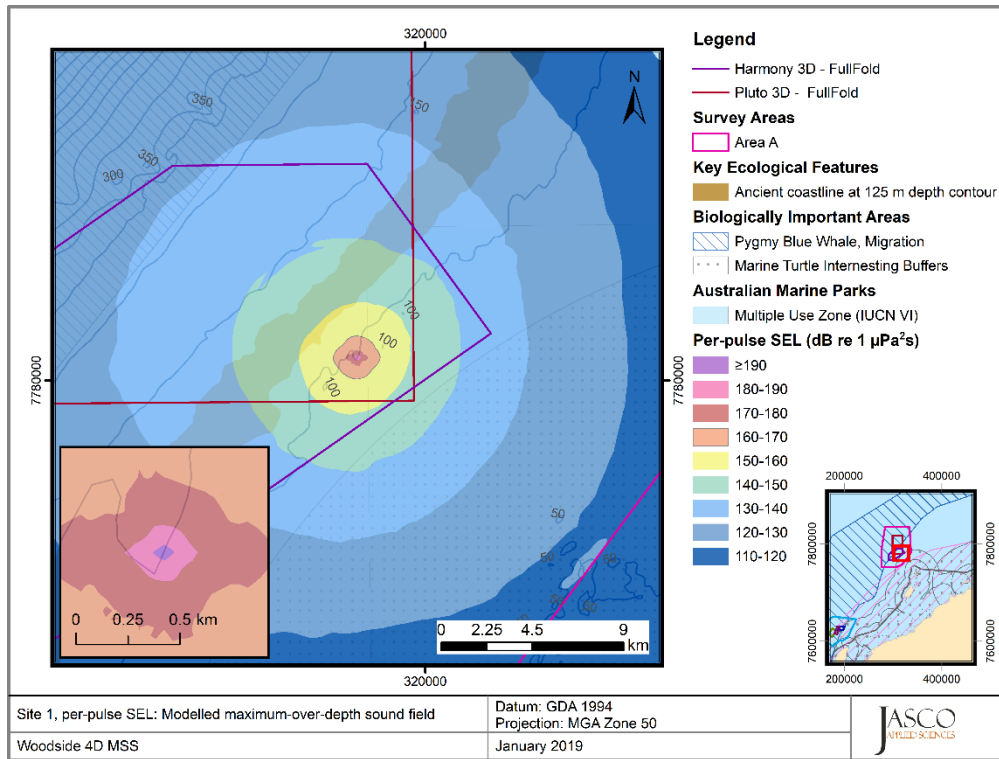 320000
7780000
350
300
350
150
100
100
100
50
50
50
50
N
0 0.25 0.5 km
0 2.25 4.5 9
km
320000
7780000
Legend
Harmony 3D - FullFold
Pluto 3D - FullFold
Survey Areas
Area A
Key Ecological Features
Ancient coastline at 125 m depth contour
Biologically Important Areas
Pygmy Blue Whale, Migration
Marine Turtle Internesting Buffers
Australian Marine Parks
Multiple Use Zone (IUCN VI)
Per-pulse SEL (dB re 1 µPa²s)
≥190
180-190
170-180
160-170
150-160
140-150
130-140
120-130
110-120
200000 400000
7800000
7600000
7800000
7600000
200000 400000
Site 1, per-pulse SEL: Modelled maximum-over-depth sound field
Woodside 4D MSS
Datum: GDA 1994
Projection: MGA Zone 50
January 2019
JASCO
APPLIED SCIENCES